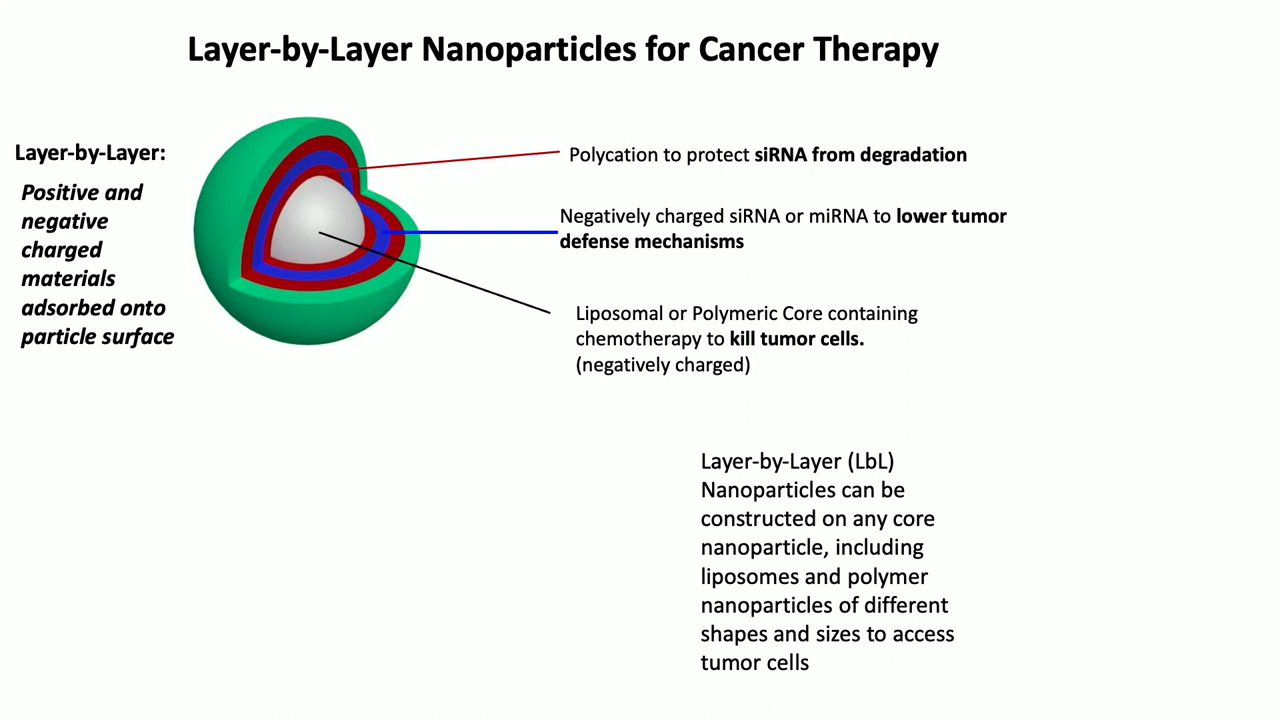 Layer-by-Layer Nanoparticles for Cancer Therapy
Layer-by-Layer:
Positive and
negative
charged
materials
adsorbed onto
particle surface
Polycation to protect siRNA from degradation
Negatively charged siRNA or miRNA to lower tumor
defense mechanisms
Liposomal or Polymeric Core containing
chemotherapy to kill tumor cells.
(negatively charged)
Layer-by-Layer (LbL)
Nanoparticles can be
constructed on any core
nanoparticle, including
liposomes and polymer
nanoparticles of different
shapes and sizes to access
tumor cells